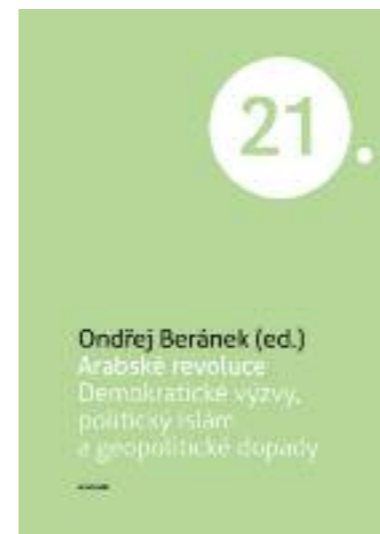 21.
Ondřej Beránek (ed.)
Arabské revoluce
Demokratické výzvy,
politický islám
a geopolitické dopady